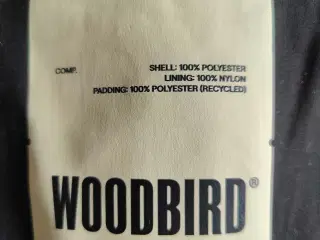 COMP. SHELL: 100% POLYESTER
LINING: 100% NYLON
PADDING: 100% POLYESTER (RECYCLED)
WOODBIRD®